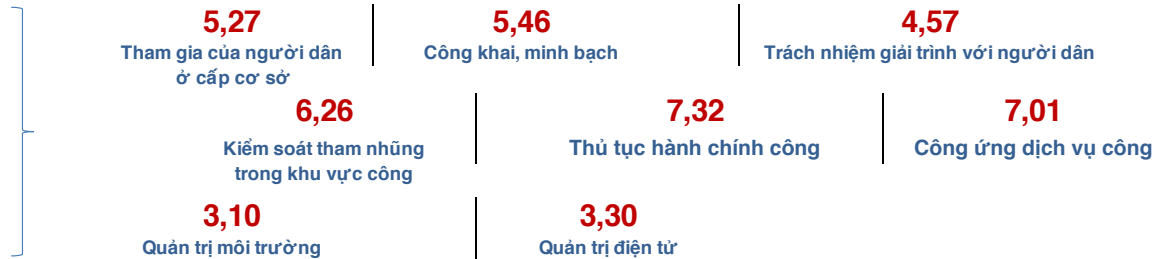 5,27
5,46
4,57
Tham gia của người dân
ở cấp cơ sở
Công khai, minh bạch
Trách nhiệm giải trình với người dân
6,26
7,32
7,01
Kiểm soát tham nhũng
trong khu vực công
Thủ tục hành chính công
Công ứng dịch vụ công
3,10
3,30
Quản trị môi trường
Quản trị điện tử